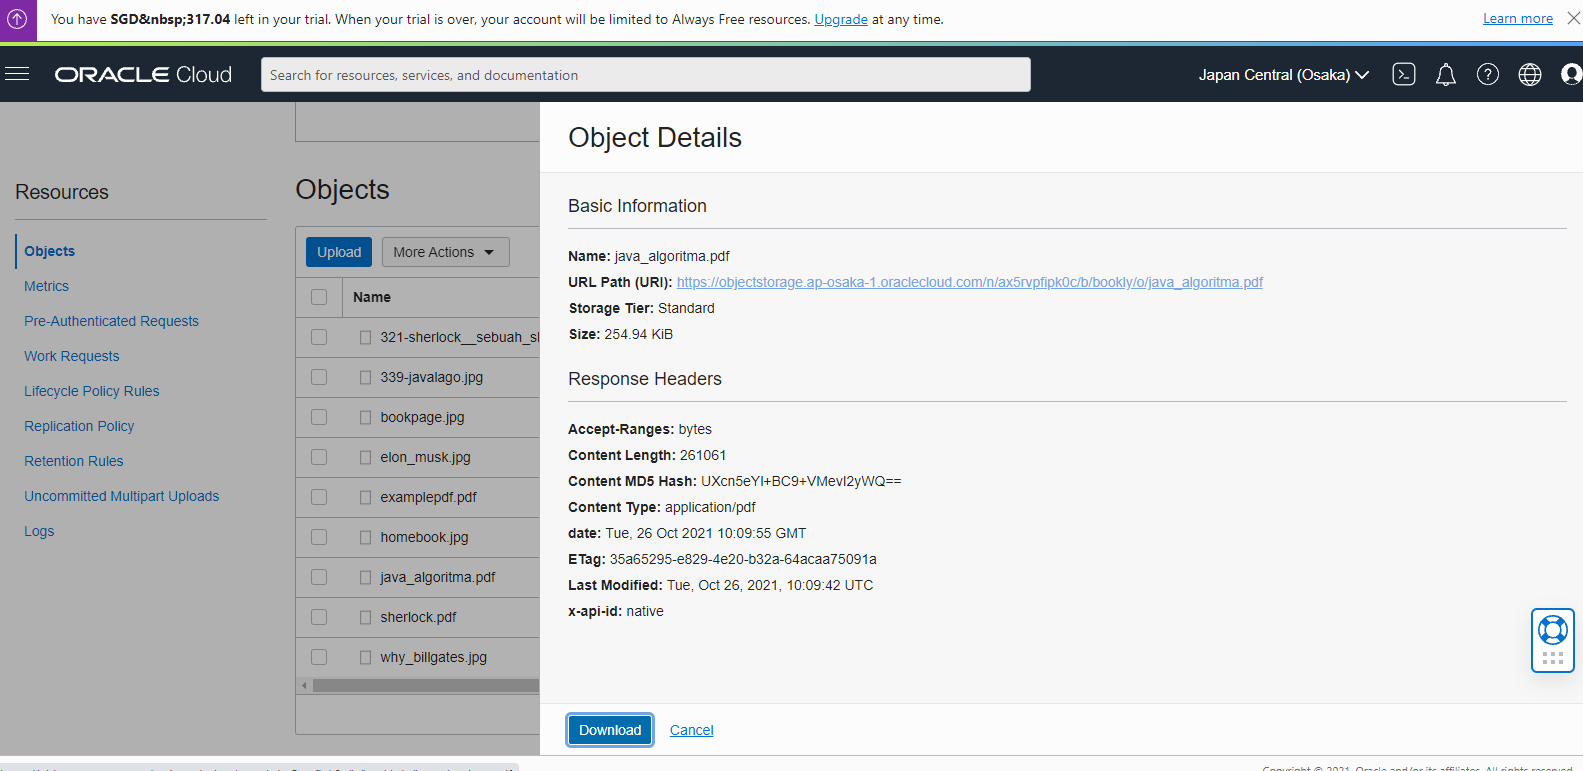 You have SGD&nbsp;317.04 left in your trial. When your trial is over, your account will be limited to Always Free resources. Upgrade at any time.
Learn more
ORACLE Cloud
Search for resources, services, and documentation
Japan Central (Osaka)
Resources
Objects
Metrics
Pre-Authenticated Requests
Work Requests
Lifecycle Policy Rules
Replication Policy
Retention Rules
Uncommitted Multipart Uploads
Logs
Objects
Upload
More Actions
Name
321-sherlock__sebuah_sl
339-javalago.jpg
bookpage.jpg
elon_musk.jpg
examplepdf.pdf
homebook.jpg
java_algoritma.pdf
sherlock.pdf
why_billgates.jpg
Object Details
Basic Information
Name: java_algoritma.pdf
URL Path (URI): https://objectstorage.ap-osaka-1.oraclecloud.com/n/ax5rvpfipk0c/b/bookly/o/java_algoritma.pdf
Storage Tier: Standard
Size: 254.94 KiB
Response Headers
Accept-Ranges: bytes
Content Length: 261061
Content MD5 Hash: UXcn5eYI+BC9+VMevI2yWQ==
Content Type: application/pdf
date: Tue, 26 Oct 2021 10:09:55 GMT
ETag: 35a65295-e829-4e20-b32a-64acaa75091a
Last Modified: Tue, Oct 26, 2021, 10:09:42 UTC
x-api-id: native
Download
Cancel
Copyright © 2021, Oracle and/or its affiliates. All rights reserved.